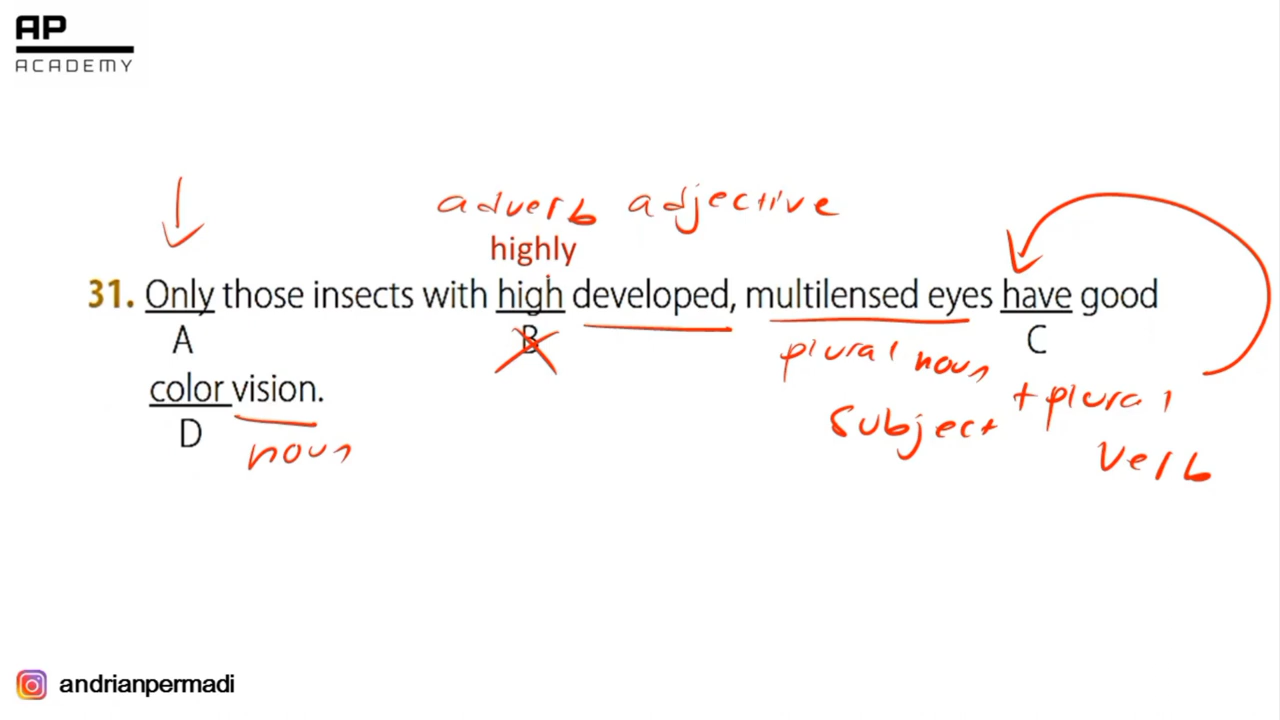 AP
ACADEMY
adverb adjective
highly
31. Only those insects with high developed, multilensed eyes have good
A B C
plural noun
color vision.
+ plural
D
Subject
noun
verb
andrianpermadi